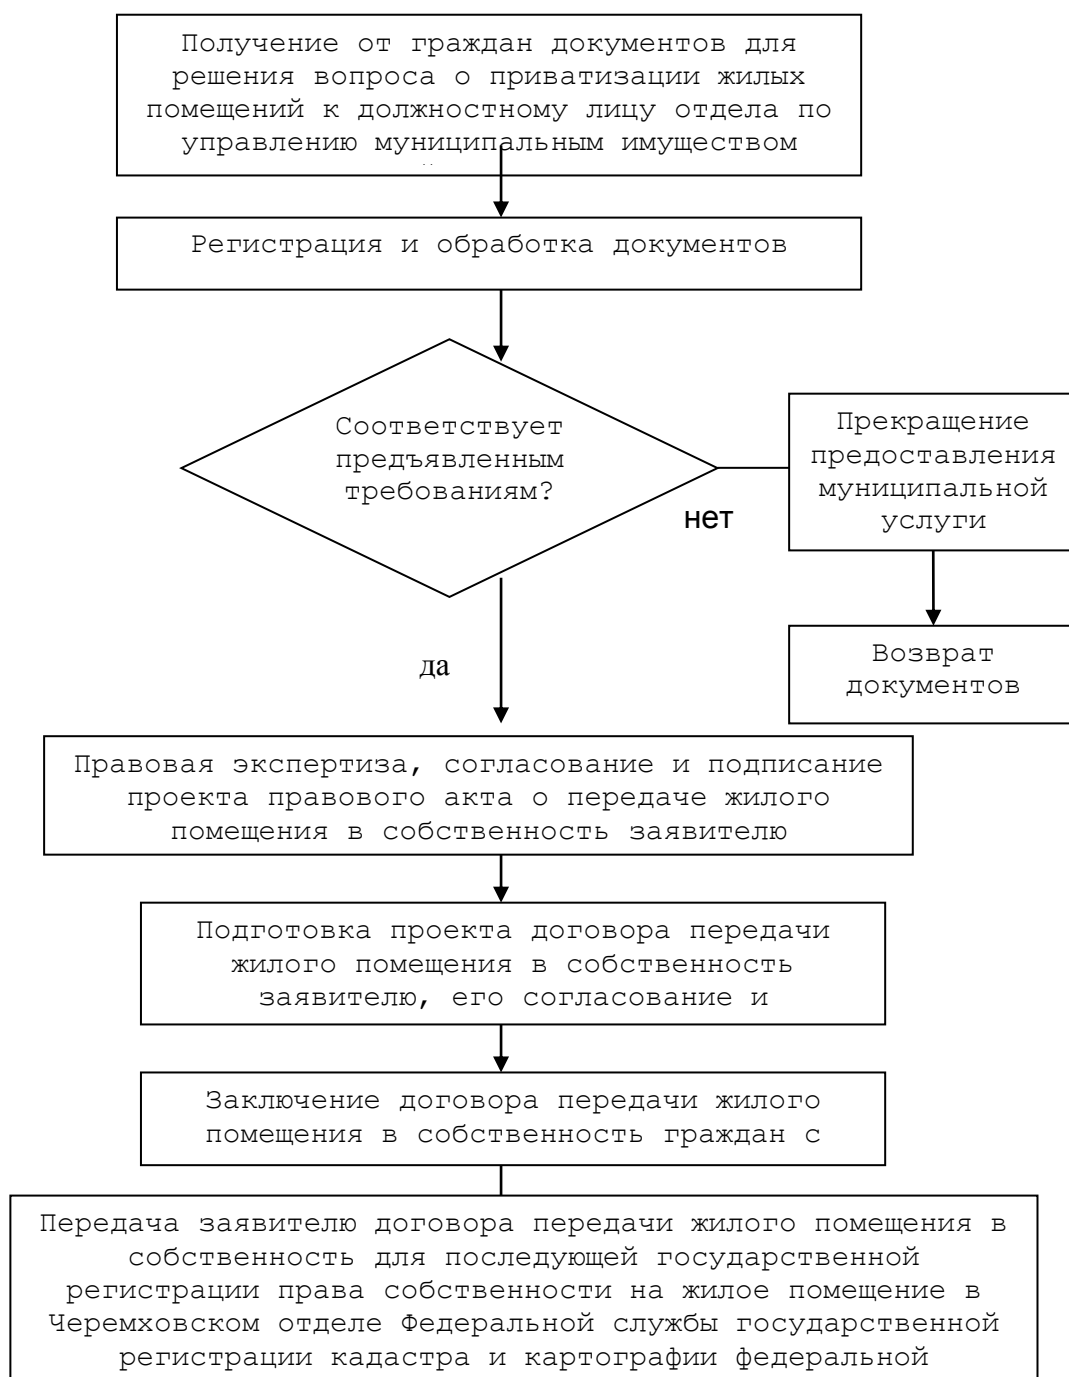 Получение от граждан документов для
решения вопроса о приватизации жилых
помещений к должностному лицу отдела по
управлению муниципальным имуществом
Регистрация и обработка документов
Соответствует
предъявленным
требованиям?
нет
Прекращение
предоставления
муниципальной
услуги
Возврат
документов
да
Правовая экспертиза, согласование и подписание
проекта правового акта о передаче жилого
помещения в собственность заявителю
Подготовка проекта договора передачи
жилого помещения в собственность
заявителю, его согласование и
Заключение договора передачи жилого
помещения в собственность граждан с
Передача заявителю договора передачи жилого помещения в
собственность для последующей государственной
регистрации права собственности на жилое помещение в
Черемховском отделе Федеральной службы государственной
регистрации кадастра и картографии федеральной